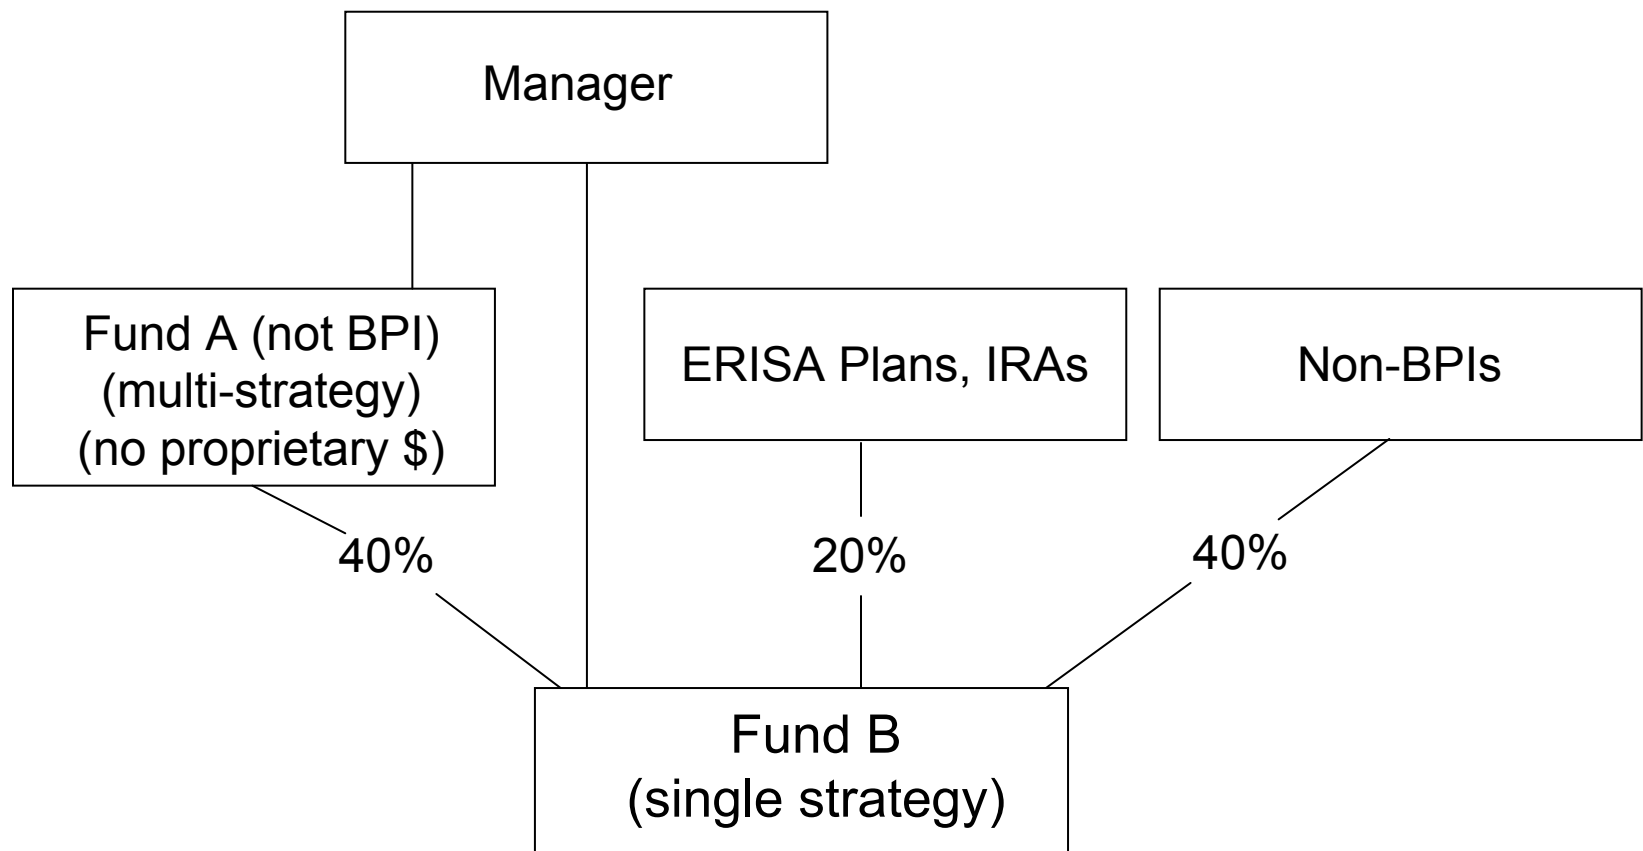 Manager
Fund A (not BPI)
(multi-strategy)
(no proprietary $)
ERISA Plans, IRAs
Non-BPIs
40%
20%
40%
Fund B
(single strategy)